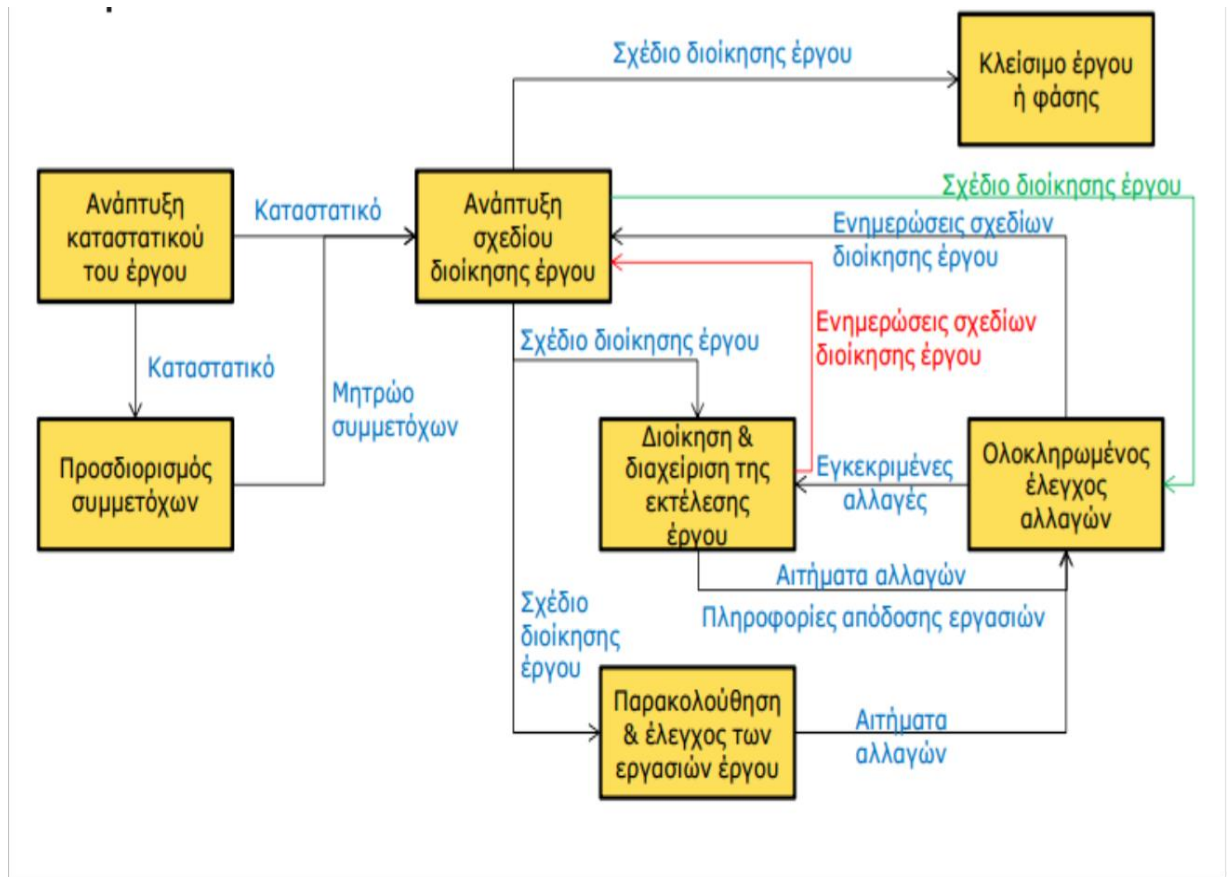 Σχέδιο διοίκησης έργου
Κλείσιμο έργου
ή φάσης
Ανάπτυξη
καταστατικού
του έργου
Καταστατικό
Ανάπτυξη
σχεδίου
διοίκησης έργου
Σχέδιο διοίκησης έργου
Ενημερώσεις σχεδίων
διοίκησης έργου
Ενημερώσεις σχεδίων
διοίκησης έργου
Σχέδιο διοίκησης έργου
Καταστατικό
Μητρώο
συμμετόχων
Προσδιορισμός
συμμετόχων
Διοίκηση &
διαχείριση της
εκτέλεσης
έργου
Εγκεκριμένες
αλλαγές
Ολοκληρωμένος
έλεγχος
αλλαγών
Αιτήματα αλλαγών
Πληροφορίες απόδοσης εργασιών
Σχέδιο
διοίκησης
έργου
Παρακολούθηση
& έλεγχος των
εργασιών έργου
Αιτήματα
αλλαγών